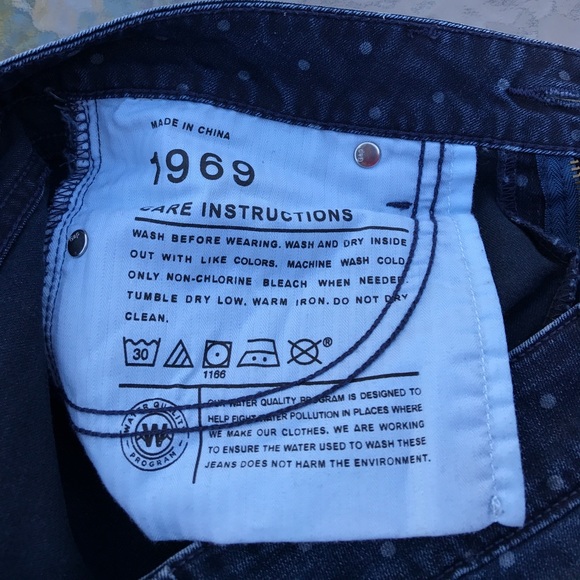 MADE IN CHINA
1969
CARE INSTRUCTIONS
WASH BEFORE WEARING. WASH AND DRY INSIDE
OUT WITH LIKE COLORS. MACHINE WASH COLD
ONLY NON-CHLORINE BLEACH WHEN NEEDED.
TUMBLE DRY LOW. WARM IRON. DO NOT DRY
CLEAN.
30
®
1166
WATER QUALITY
W
PROGRAM
OUR WATER QUALITY PROGRAM IS DESIGNED TO
HELP FIGHT WATER POLLUTION IN PLACES WHERE
WE MAKE OUR CLOTHES. WE ARE WORKING
TO ENSURE THE WATER USED TO WASH THESE
JEANS DOES NOT HARM THE ENVIRONMENT.